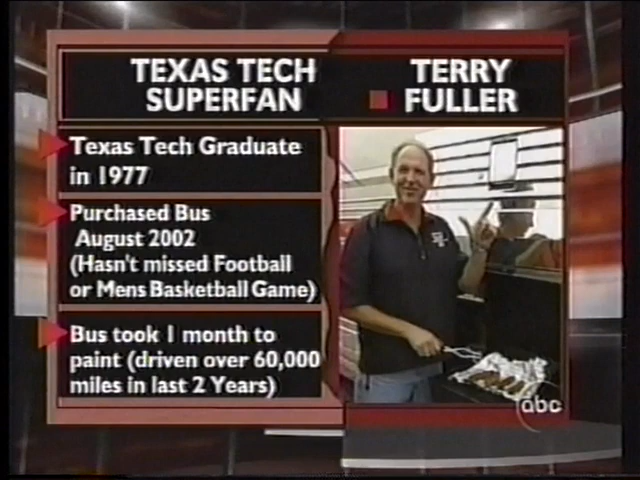 TEXAS TECH
SUPERFAN
TERRY
FULLER
Texas Tech Graduate
in 1977
Purchased Bus
August 2002
(Hasn't missed Football
or Mens Basketball Game)
Bus took 1 month to
paint (driven over 60,000
miles in last 2 Years)
abc